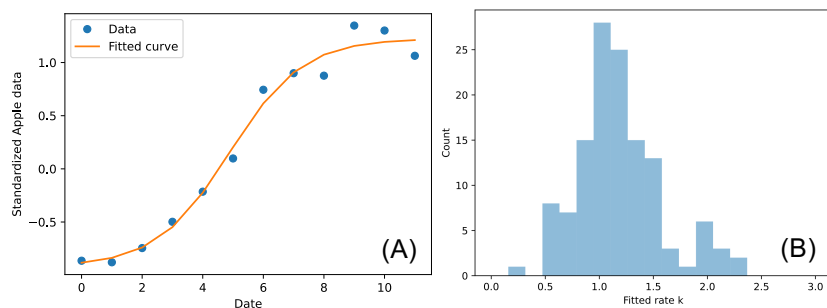 Data
Fitted curve
Standardized Apple data
1.0
0.5
0.0
−0.5
0 2 4 6 8 10
Date
(A)
Count
25
20
15
10
5
0
0.0 0.5 1.0 1.5 2.0 2.5 3.0
Fitted rate k
(B)